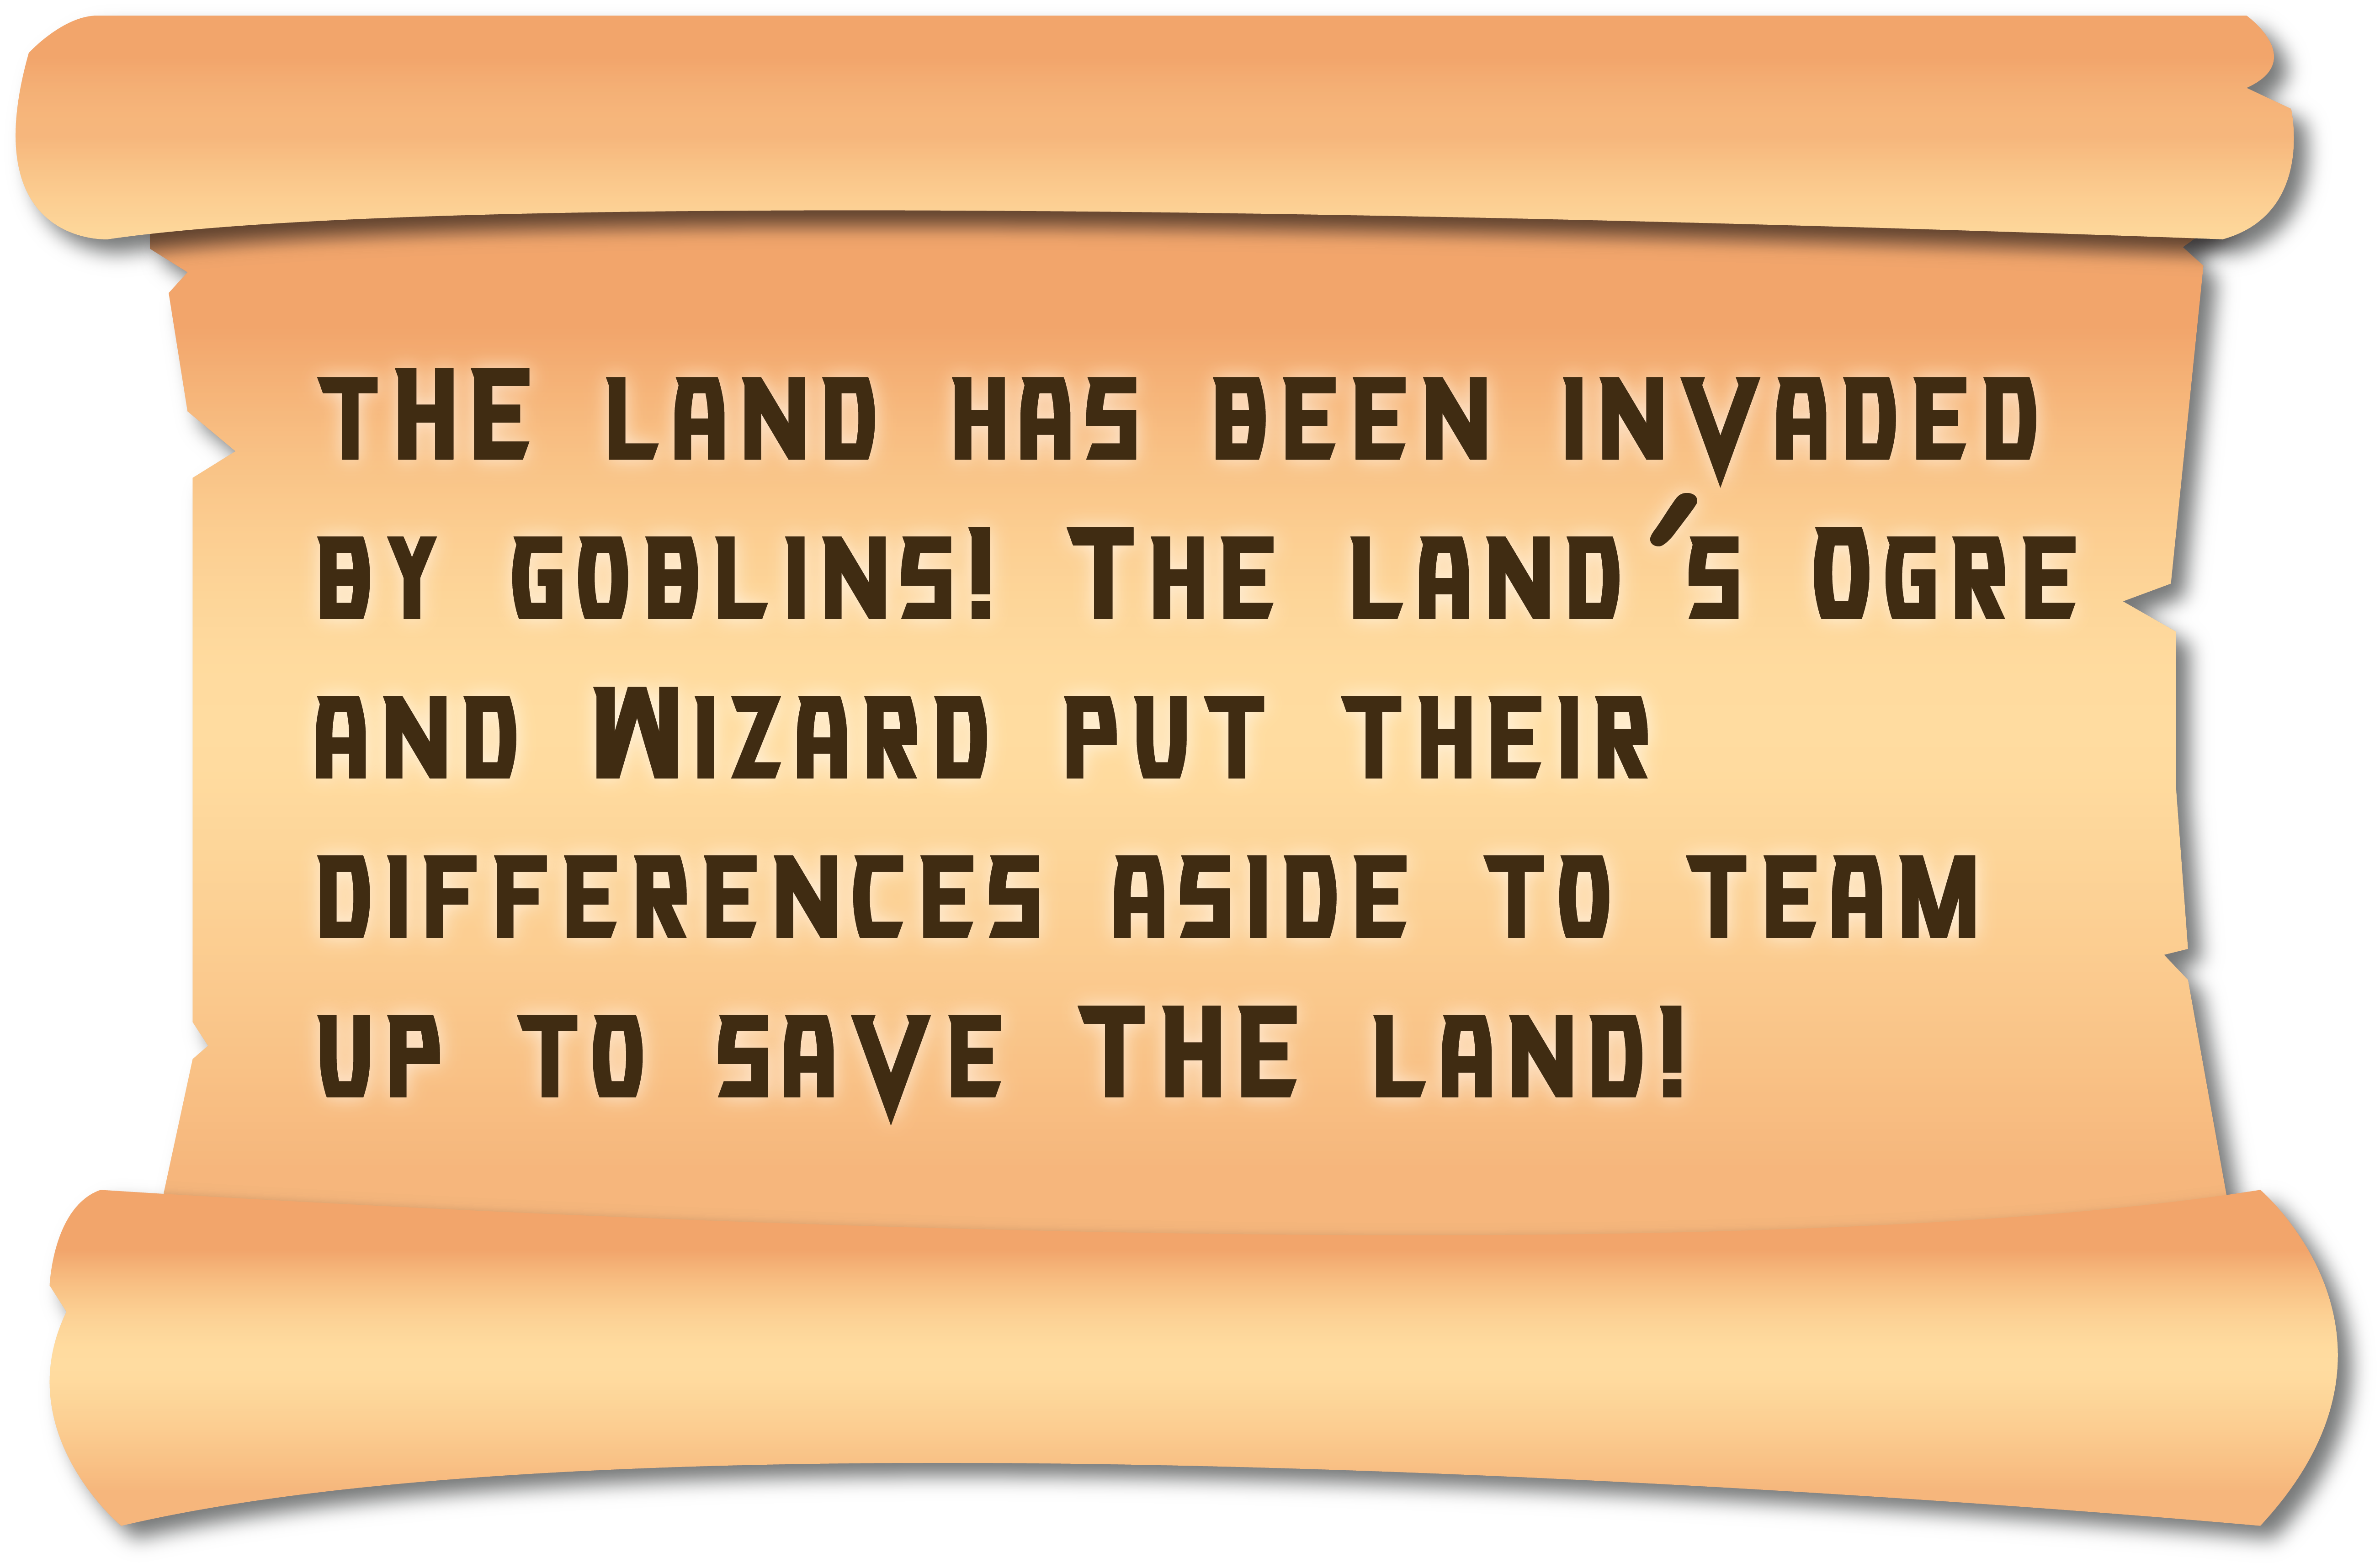 tHE land has been invaded
by goblins! The land's Ogre
and Wizard put their
differences aside to team
up to save THE land!